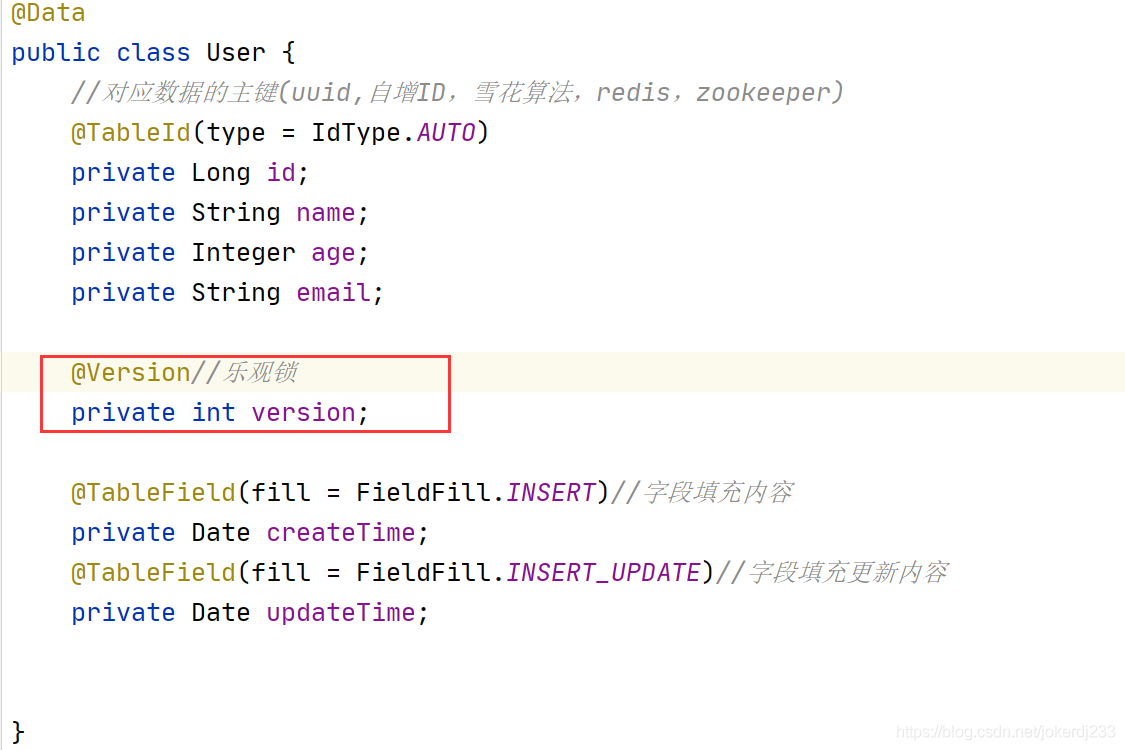 @Data
public class User {
//对应数据的主键(uuid,自增ID，雪花算法，redis，zookeeper)
@TableId(type = IdType.AUTO)
private Long id;
private String name;
private Integer age;
private String email;
@Version//乐观锁
private int version;
@TableField(fill = FieldFill.INSERT)//字段填充内容
private Date createTime;
@TableField(fill = FieldFill.INSERT_UPDATE)//字段填充更新内容
private Date updateTime;
}
https://blog.csdn.net/jokerdj233